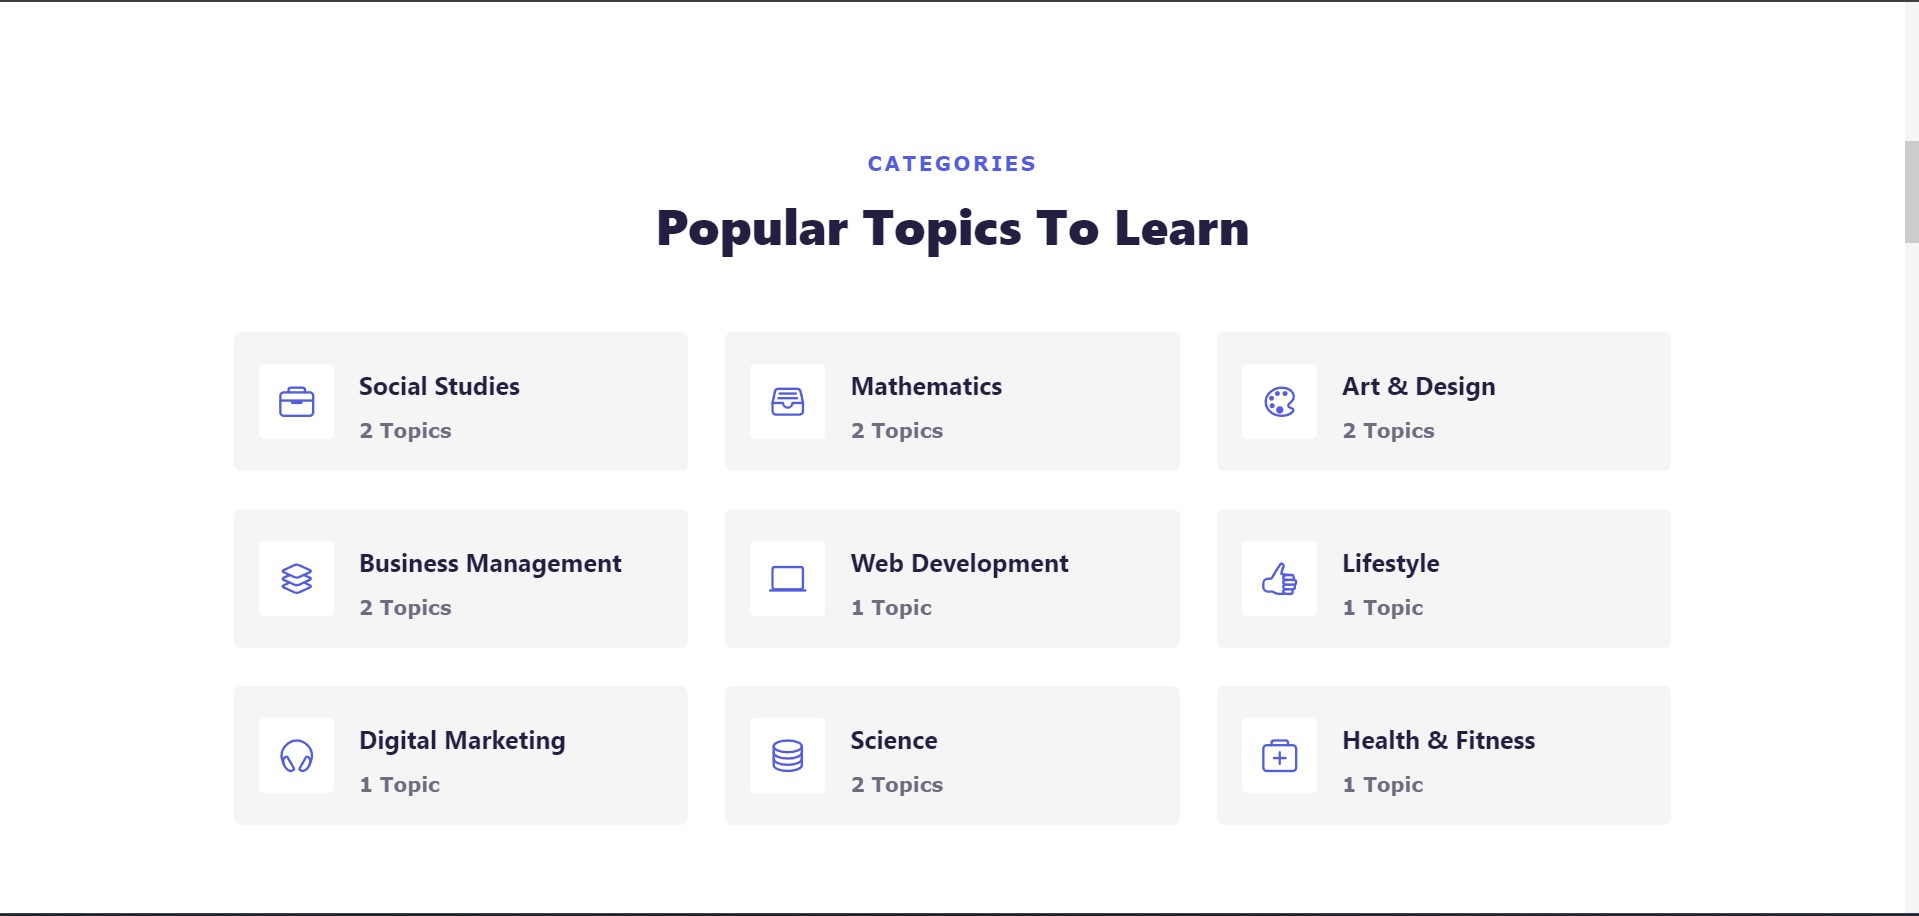 CATEGORIES
Popular Topics To Learn
Social Studies
2 Topics
Mathematics
2 Topics
Art & Design
2 Topics
Business Management
2 Topics
Web Development
1 Topic
Lifestyle
1 Topic
Digital Marketing
1 Topic
Science
2 Topics
Health & Fitness
1 Topic